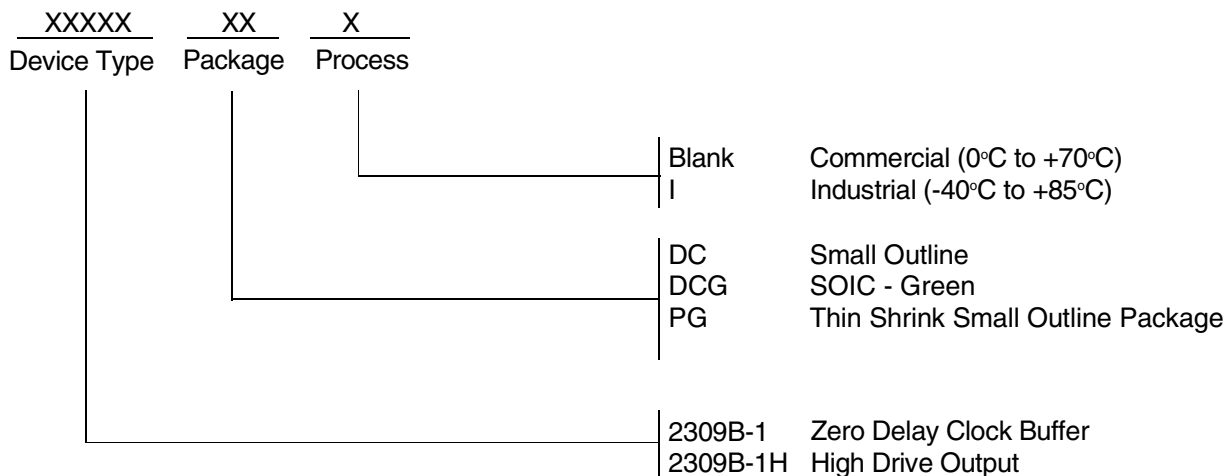 XXXXX XX X
Device Type Package Process
Blank Commercial (0°C to +70°C)
I Industrial (-40°C to +85°C)
DC Small Outline
DCG SOIC - Green
PG Thin Shrink Small Outline Package
2309B-1 Zero Delay Clock Buffer
2309B-1H High Drive Output